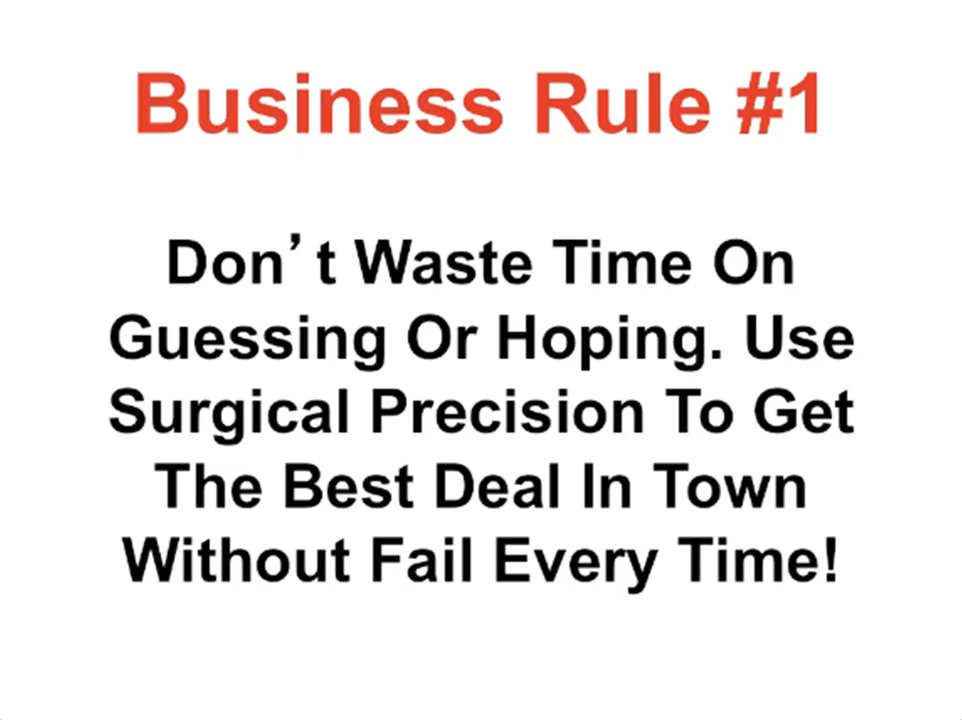 Business Rule #1
Don’t Waste Time On
Guessing Or Hoping. Use
Surgical Precision To Get
The Best Deal In Town
Without Fail Every Time!